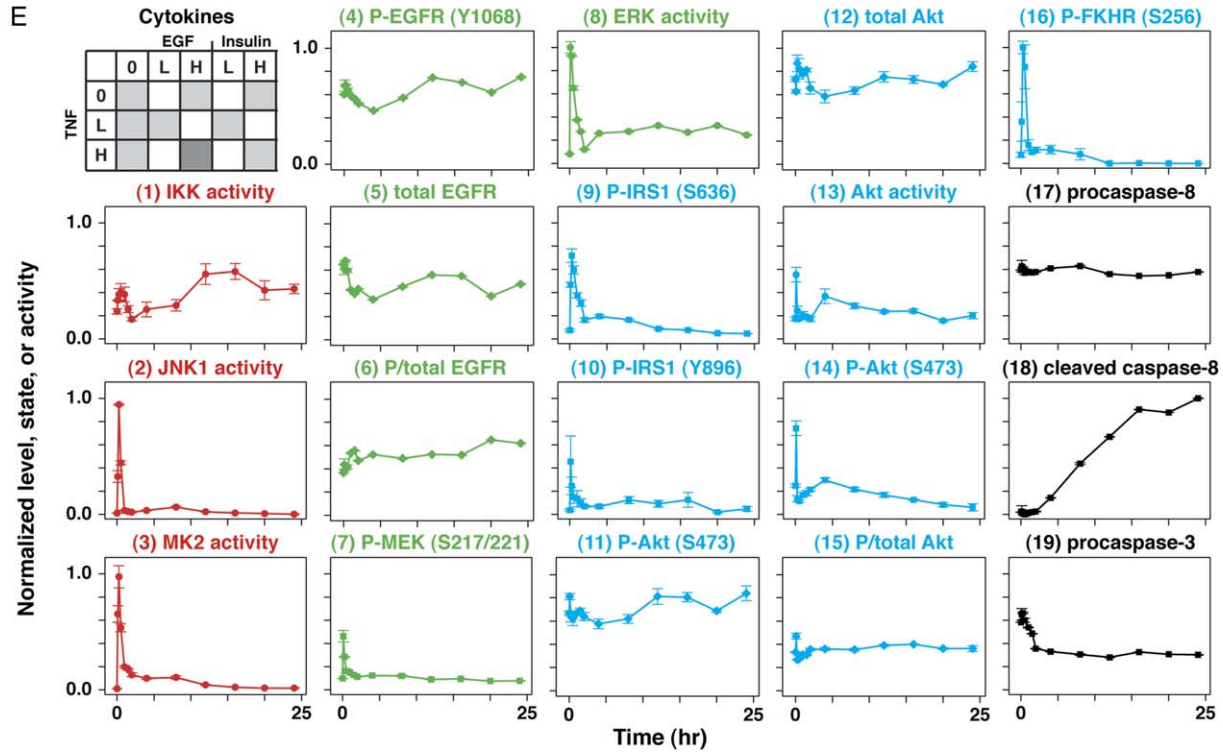 E
Cytokines
EGF Insulin
0 L H L H
TNF
0
L
H
(4) P-EGFR (Y1068)
(8) ERK activity
(12) total Akt
(16) P-FKHR (S256)
1.0
0.0
(1) IKK activity
(5) total EGFR
(9) P-IRS1 (S636)
(13) Akt activity
(17) procaspase-8
1.0
0.0
(2) JNK1 activity
(6) P/total EGFR
(10) P-IRS1 (Y896)
(14) P-Akt (S473)
(18) cleaved caspase-8
1.0
0.0
(3) MK2 activity
(7) P-MEK (S217/221)
(11) P-Akt (S473)
(15) P/total Akt
(19) procaspase-3
1.0
0.0
0 25 0 25 0 25 0 25 0 25
Normalized level, state, or activity
Time (hr)